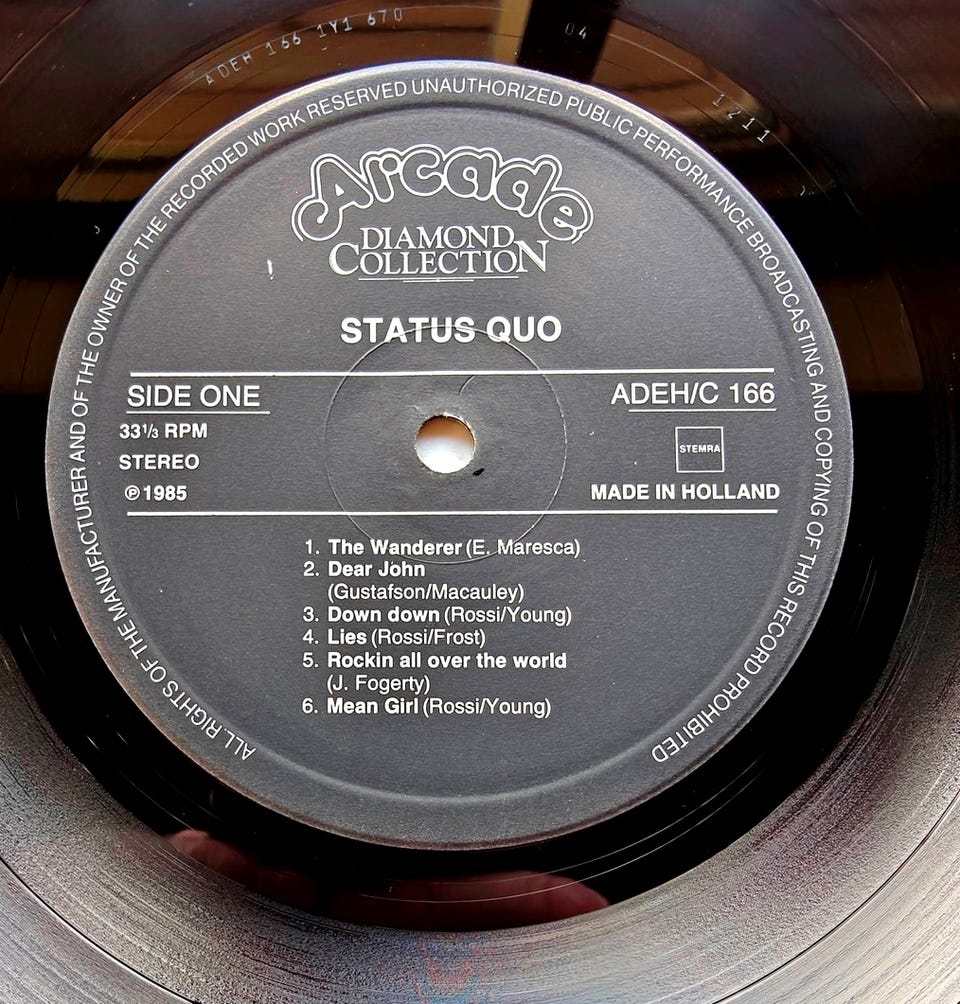 ADEH 166 1Y1 670
04
1211
ALL RIGHTS OF THE MANUFACTURER AND OF THE OWNER OF THE RECORDED WORK RESERVED UNAUTHORIZED PUBLIC PERFORMANCE BROADCASTING AND COPYING OF THIS RECORD PROHIBITED
Arcade
DIAMOND
COLLECTION
STATUS QUO
SIDE ONE
ADEH/C 166
33⅓ RPM
STEREO
STEMRA
℗ 1985
MADE IN HOLLAND
1. The Wanderer (E. Maresca)
2. Dear John
(Gustafson/Macauley)
3. Down down (Rossi/Young)
4. Lies (Rossi/Frost)
5. Rockin all over the world
(J. Fogerty)
6. Mean Girl (Rossi/Young)